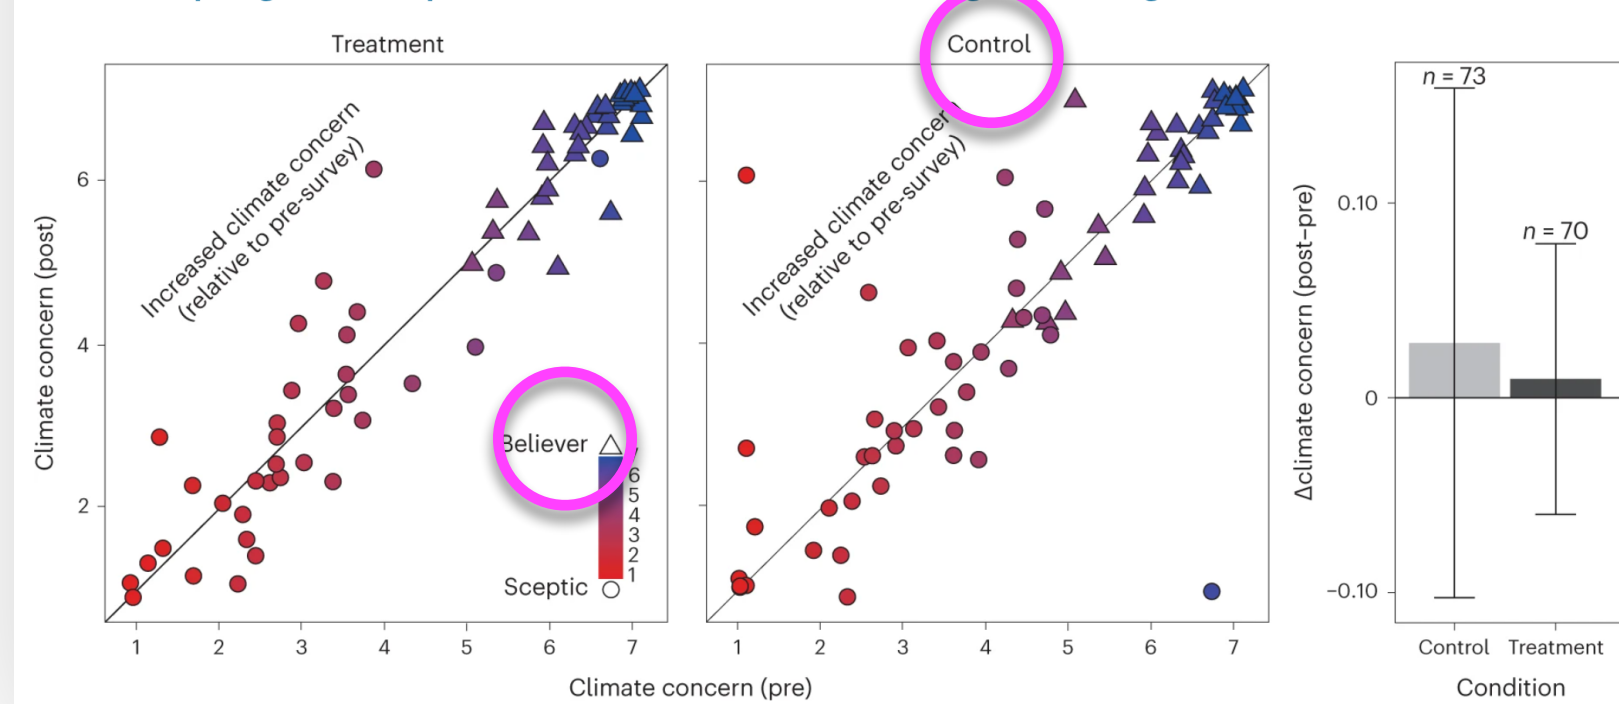 Treatment
Control
Increased climate concern
(relative to pre-survey)
Increased climate concern
(relative to pre-survey)
Climate concern (post)
6
4
2
Believer
6
5
4
3
2
1
Sceptic
1 2 3 4 5 6 7
1 2 3 4 5 6 7
Climate concern (pre)
Δclimate concern (post–pre)
n = 73
n = 70
0.10
0
–0.10
Control Treatment
Condition